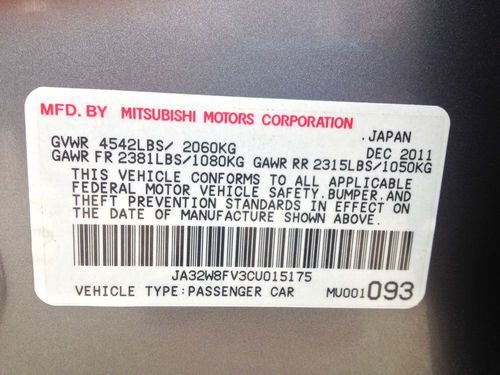 MFD. BY MITSUBISHI MOTORS CORPORATION
.JAPAN
GVWR 4542LBS/ 2060KG DEC 2011
GAWR FR 2381LBS/1080KG GAWR RR 2315LBS/1050KG
THIS VEHICLE CONFORMS TO ALL APPLICABLE
FEDERAL MOTOR VEHICLE SAFETY,BUMPER,AND
THEFT PREVENTION STANDARDS IN EFFECT ON
THE DATE OF MANUFACTURE SHOWN ABOVE.
JA32W8FV3CU015175
VEHICLE TYPE:PASSENGER CAR MU001093